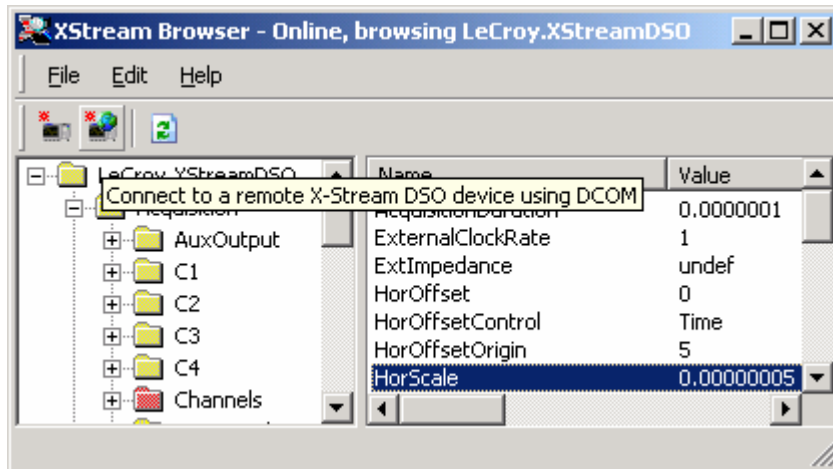 XStream Browser - Online, browsing LeCroy.XStreamDSO
File Edit Help
LeCroy.XStreamDSO
Name Value
Connect to a remote X-Stream DSO device using DCOM
Acquisition
AcquisitionDuration 0.0000001
AuxOutput
ExternalClockRate 1
C1
ExtImpedance undef
C2
HorOffset 0
C3
HorOffsetControl Time
C4
HorOffsetOrigin 5
Channels
HorScale 0.00000005